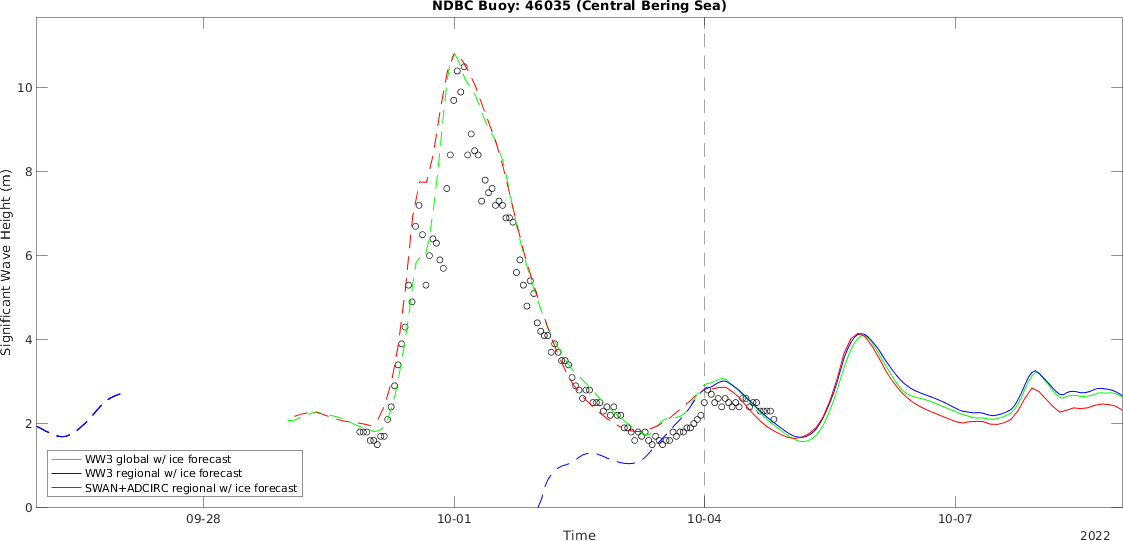 NDBC Buoy: 46035 (Central Bering Sea)
Significant Wave Height (m)
10
8
6
4
2
0
WW3 global w/ ice forecast
WW3 regional w/ ice forecast
SWAN+ADCIRC regional w/ ice forecast
09-28
10-01
10-04
10-07
Time
2022